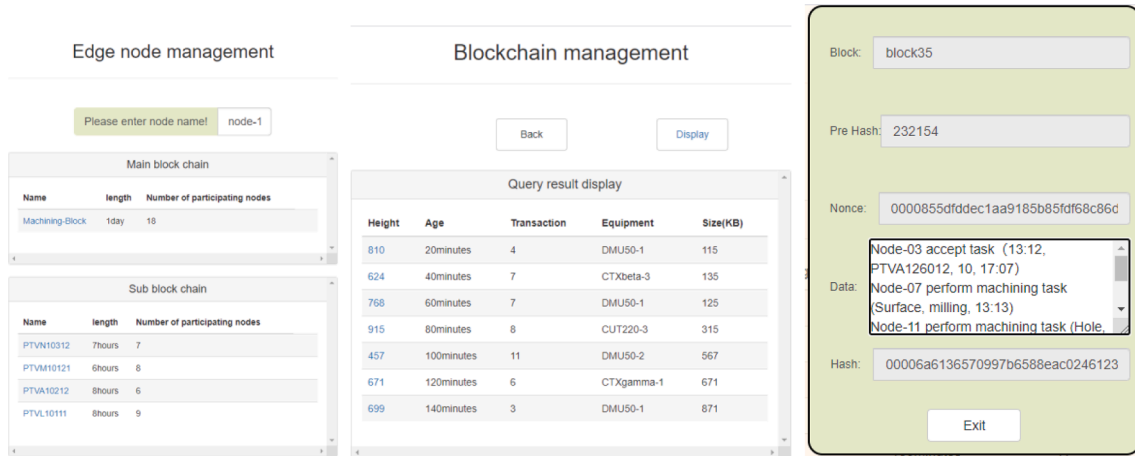 Edge node management
Please enter node name! node-1
Main block chain
Name length Number of participating nodes
Machining-Block 1day 18
Sub block chain
Name length Number of participating nodes
PTVN10312 7hours 7
PTVM10121 6hours 8
PTVA10212 8hours 6
PTVL10111 8hours 9
Blockchain management
Back Display
Query result display
Height Age Transaction Equipment Size(KB)
810 20minutes 4 DMU50-1 115
624 40minutes 7 CTXbeta-3 135
768 60minutes 7 DMU50-1 125
915 80minutes 8 CUT220-3 315
457 100minutes 11 DMU50-2 567
671 120minutes 6 CTXgamma-1 671
699 140minutes 3 DMU50-1 871
Block: block35
Pre Hash: 232154
Nonce: 0000855dfddec1aa9185b85fdf68c86d
Data: Node-03 accept task（13:12,
PTVA126012, 10, 17:07）
Node-07 perform machining task
(Surface, milling, 13:13)
Node-11 perform machining task (Hole,
Hash: 00006a6136570997b6588eac0246123
Exit